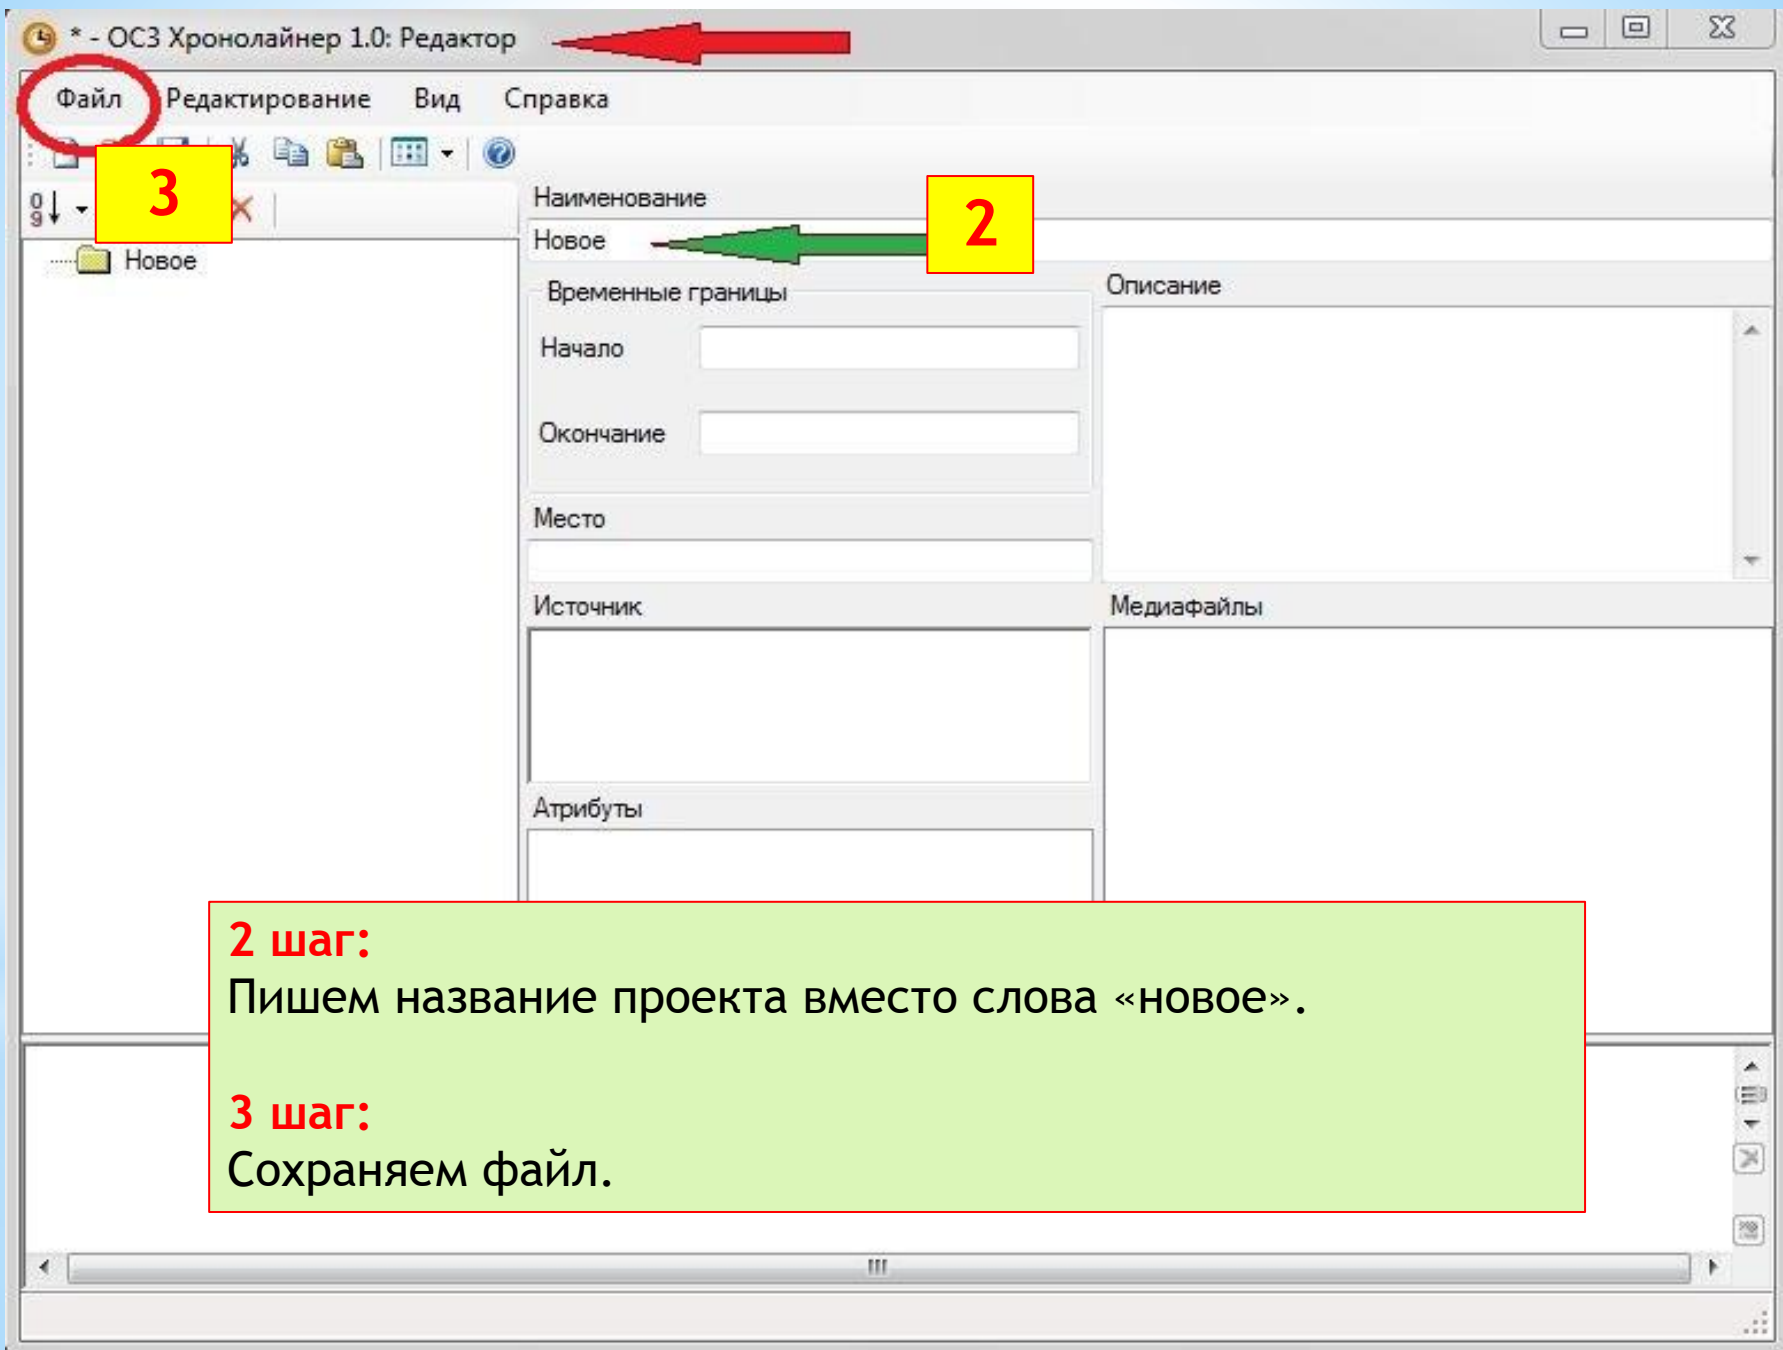 * - ОС3 Хронолайнер 1.0: Редактор
Файл Редактирование Вид Справка
3
2
Наименование
Новое
Новое
Временные границы
Описание
Начало
Окончание
Место
Источник
Медиафайлы
Атрибуты
2 шаг:
Пишем название проекта вместо слова «новое».
3 шаг:
Сохраняем файл.